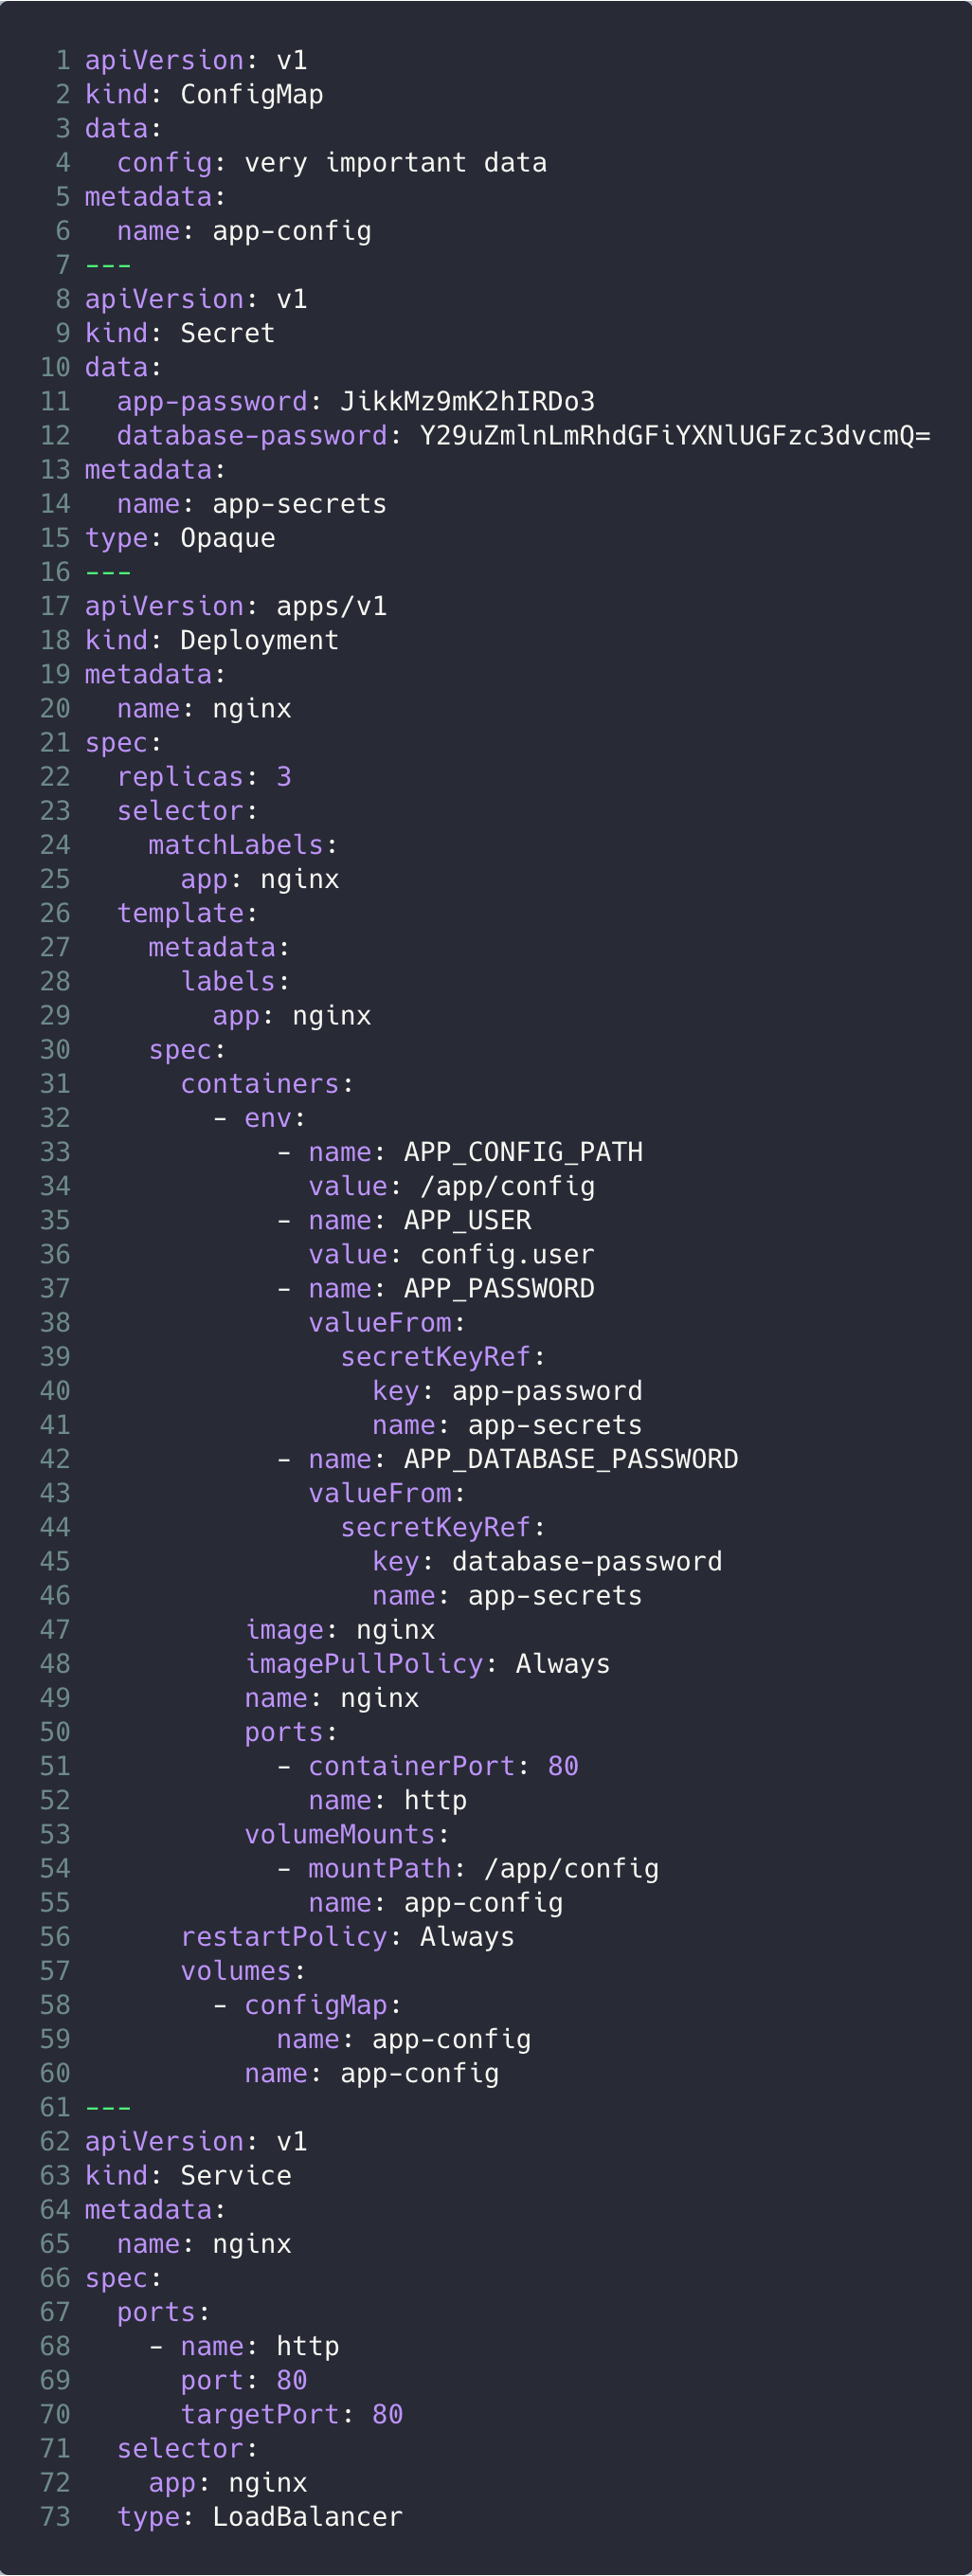 1 apiVersion: v1
2 kind: ConfigMap
3 data:
4   config: very important data
5 metadata:
6   name: app-config
7 ---
8 apiVersion: v1
9 kind: Secret
10 data:
11   app-password: JikkMz9mK2hIRDo3
12   database-password: Y29uZmlnLmRhdGFiYXNlUGFzc3dvcmQ=
13 metadata:
14   name: app-secrets
15 type: Opaque
16 ---
17 apiVersion: apps/v1
18 kind: Deployment
19 metadata:
20   name: nginx
21 spec:
22   replicas: 3
23   selector:
24     matchLabels:
25       app: nginx
26   template:
27     metadata:
28       labels:
29         app: nginx
30     spec:
31       containers:
32         - env:
33             - name: APP_CONFIG_PATH
34               value: /app/config
35             - name: APP_USER
36               value: config.user
37             - name: APP_PASSWORD
38               valueFrom:
39                 secretKeyRef:
40                   key: app-password
41                   name: app-secrets
42             - name: APP_DATABASE_PASSWORD
43               valueFrom:
44                 secretKeyRef:
45                   key: database-password
46                   name: app-secrets
47           image: nginx
48           imagePullPolicy: Always
49           name: nginx
50           ports:
51             - containerPort: 80
52               name: http
53           volumeMounts:
54             - mountPath: /app/config
55               name: app-config
56       restartPolicy: Always
57       volumes:
58         - configMap:
59             name: app-config
60           name: app-config
61 ---
62 apiVersion: v1
63 kind: Service
64 metadata:
65   name: nginx
66 spec:
67   ports:
68     - name: http
69       port: 80
70       targetPort: 80
71   selector:
72     app: nginx
73   type: LoadBalancer